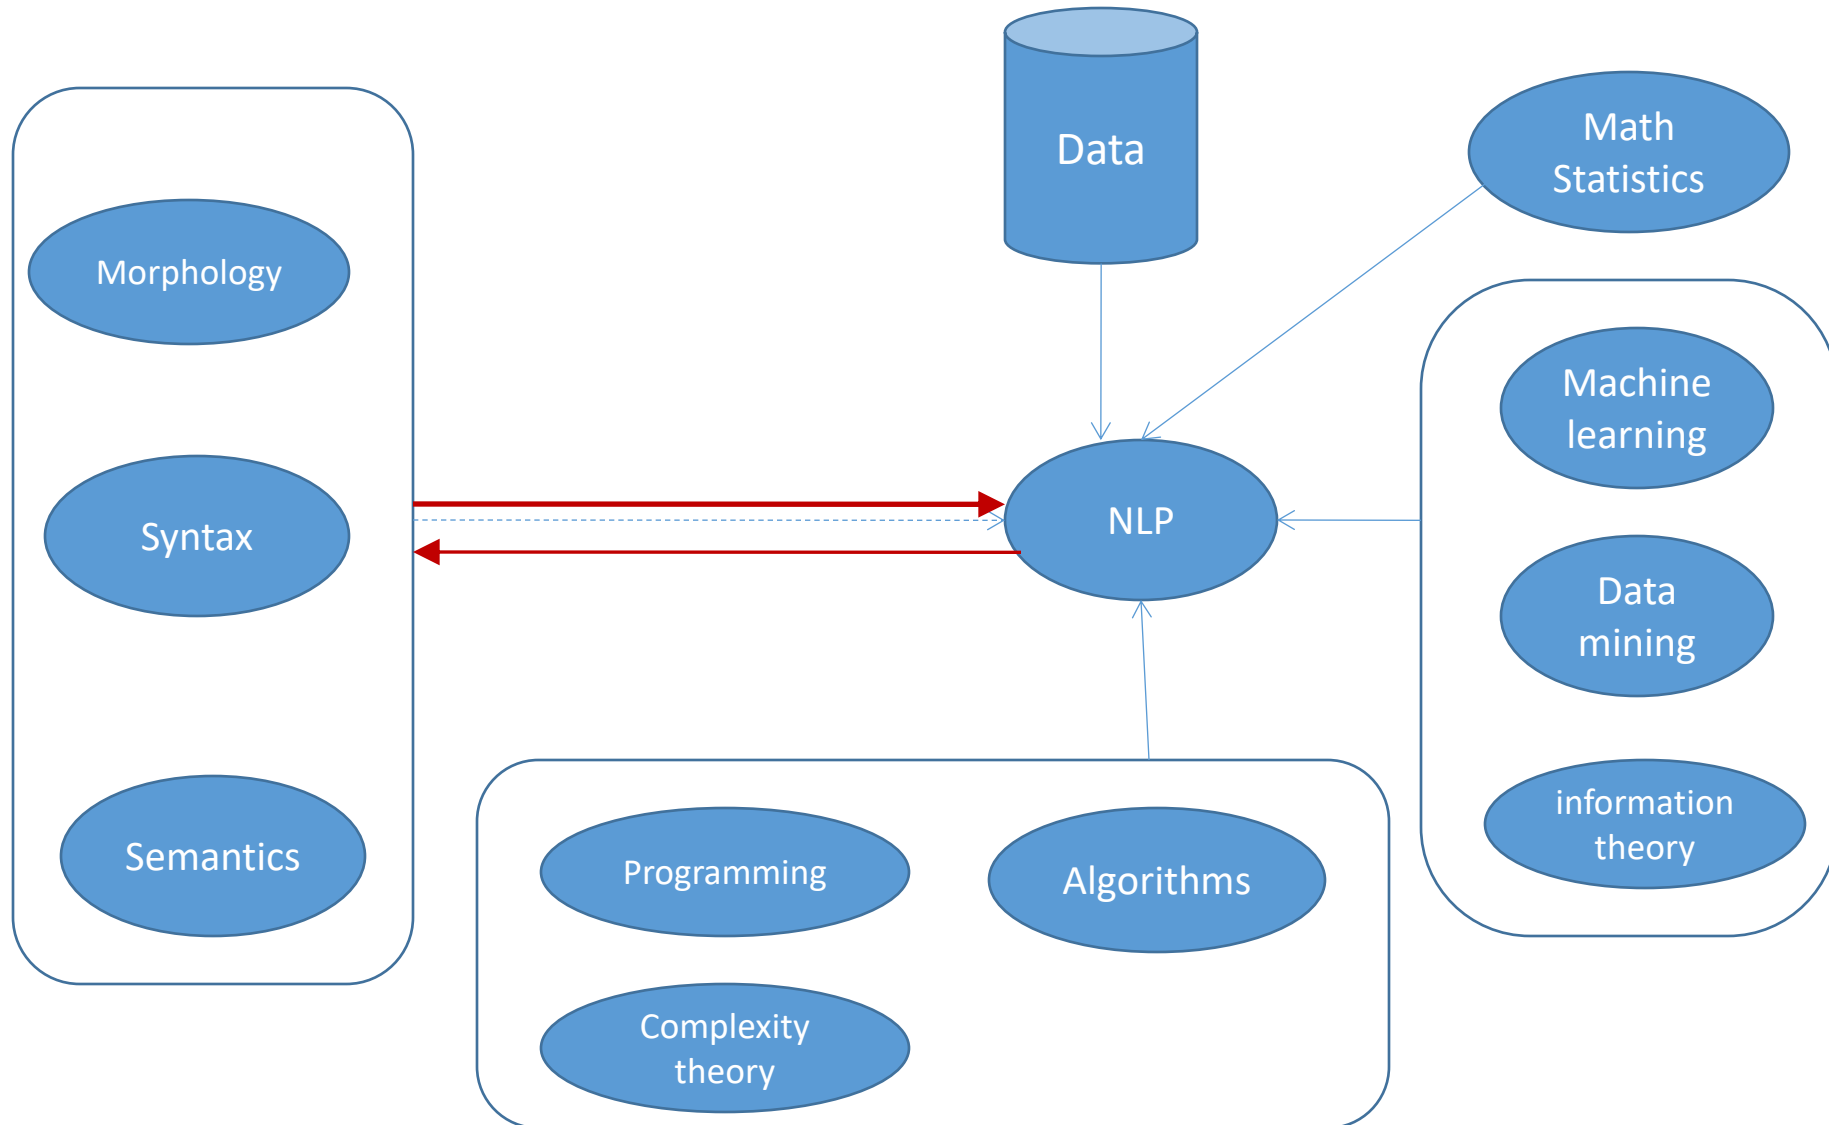 Data
Math
Statistics
Morphology
Machine
learning
Syntax
NLP
Data
mining
Semantics
information
theory
Programming
Algorithms
Complexity
theory